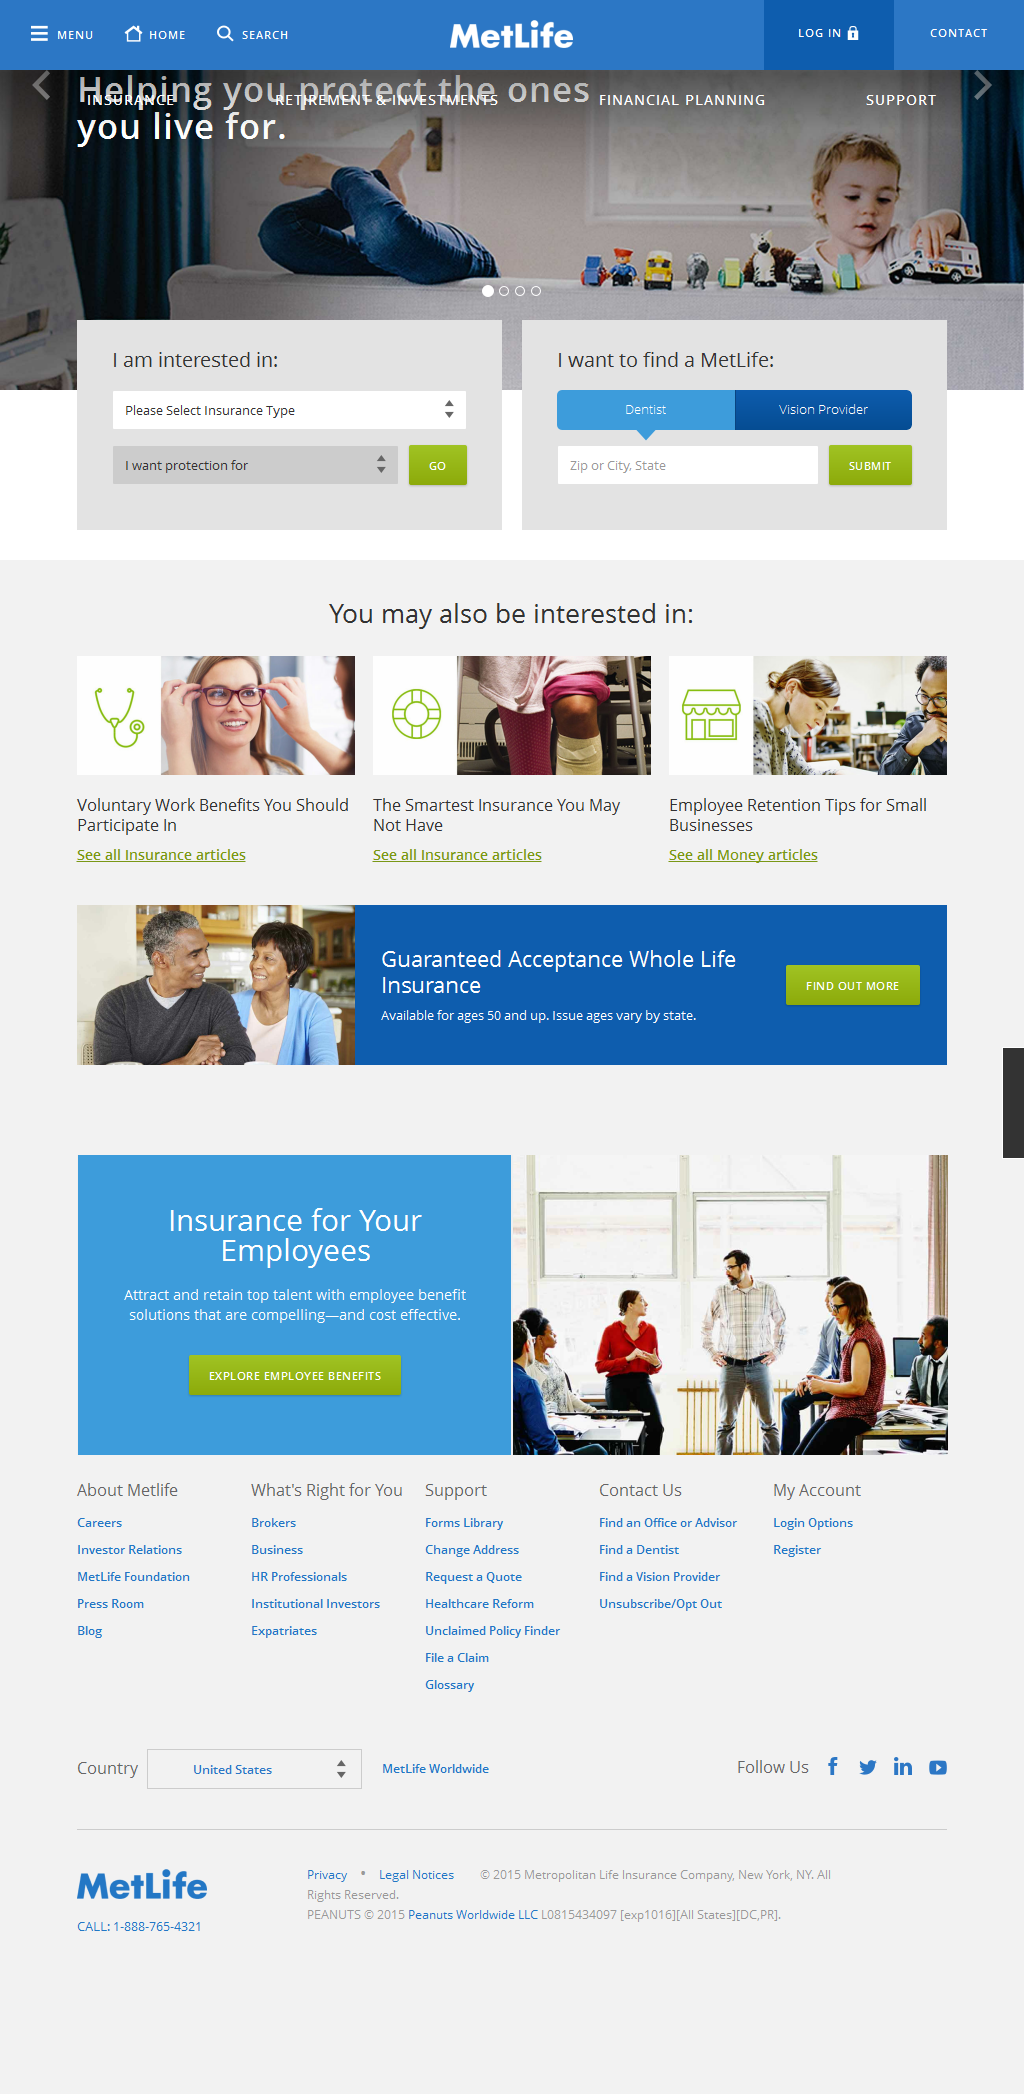 MENU HOME SEARCH MetLife LOG IN CONTACT
Helping you protect the ones
INSURANCE RETIREMENT & INVESTMENTS FINANCIAL PLANNING SUPPORT
you live for.
I am interested in:
Please Select Insurance Type
I want protection for GO
I want to find a MetLife:
Dentist Vision Provider
Zip or City, State SUBMIT
You may also be interested in:
Voluntary Work Benefits You Should
Participate In
See all Insurance articles
The Smartest Insurance You May
Not Have
See all Insurance articles
Employee Retention Tips for Small
Businesses
See all Money articles
Guaranteed Acceptance Whole Life
Insurance
Available for ages 50 and up. Issue ages vary by state.
FIND OUT MORE
Insurance for Your
Employees
Attract and retain top talent with employee benefit
solutions that are compelling—and cost effective.
EXPLORE EMPLOYEE BENEFITS
About Metlife
Careers
Investor Relations
MetLife Foundation
Press Room
Blog
What's Right for You
Brokers
Business
HR Professionals
Institutional Investors
Expatriates
Support
Forms Library
Change Address
Request a Quote
Healthcare Reform
Unclaimed Policy Finder
File a Claim
Glossary
Contact Us
Find an Office or Advisor
Find a Dentist
Find a Vision Provider
Unsubscribe/Opt Out
My Account
Login Options
Register
Country United States MetLife Worldwide Follow Us
MetLife
CALL: 1-888-765-4321
Privacy • Legal Notices © 2015 Metropolitan Life Insurance Company, New York, NY. All
Rights Reserved.
PEANUTS © 2015 Peanuts Worldwide LLC L0815434097 [exp1016][All States][DC,PR].